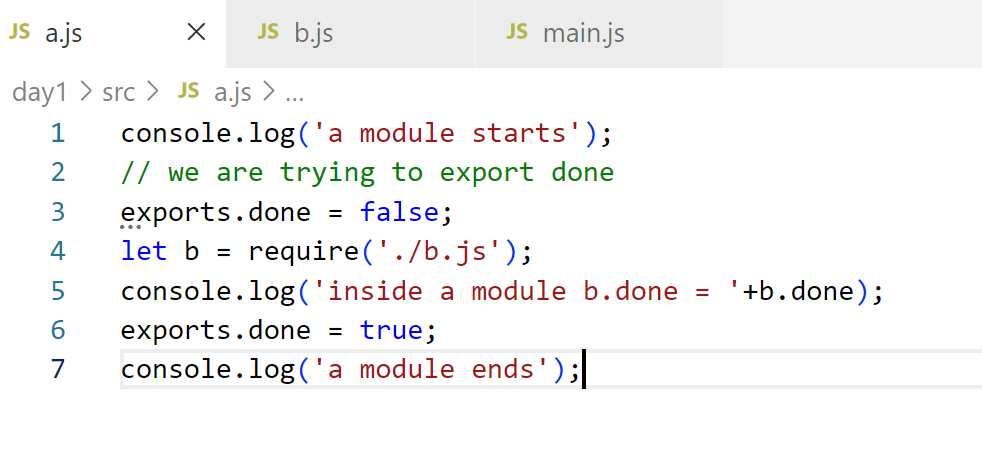 JS a.js × JS b.js JS main.js
day1 > src > JS a.js > ...
1 console.log('a module starts');
2 // we are trying to export done
3 exports.done = false;
4 let b = require('./b.js');
5 console.log('inside a module b.done = '+b.done);
6 exports.done = true;
7 console.log('a module ends');